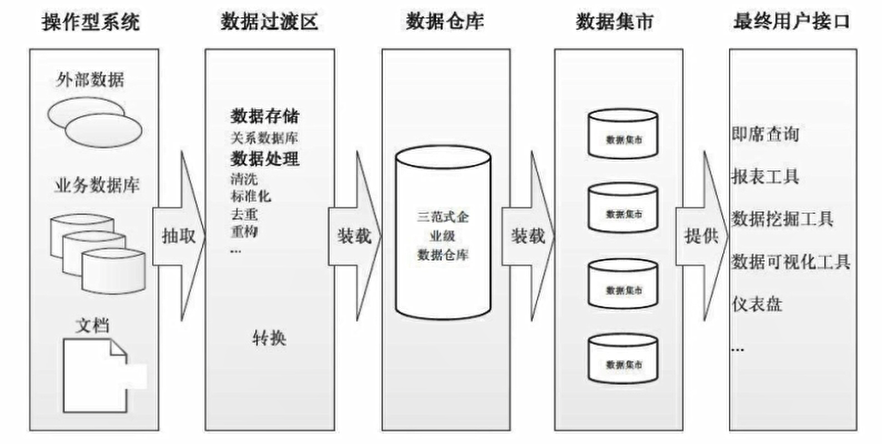 操作型系统
数据过渡区
数据仓库
数据集市
最终用户接口
外部数据
业务数据库
文档
抽取
数据存储
关系数据库
数据处理
清洗
标准化
去重
重构
...
转换
装载
三范式企
业级
数据仓库
装载
数据集市
数据集市
数据集市
数据集市
提供
即席查询
报表工具
数据挖掘工具
数据可视化工具
仪表盘
...